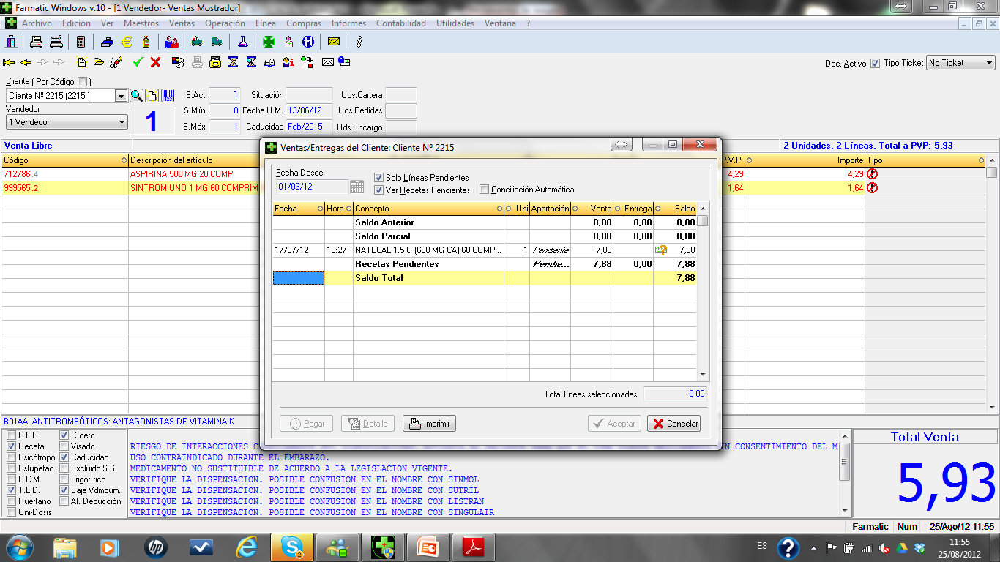 Farmatic Windows v.10 - [1 Vendedor- Ventas Mostrador]
Archivo Edición Ver Maestros Ventas Operación Línea Compras Informes Contabilidad Utilidades Ventana ?
Doc. Activo Tipo.Ticket No Ticket
Cliente ( Por Código )
Cliente Nº 2215 (2215 )
Vendedor
1 Vendedor
1
S.Act. 1 Situación Uds.Cartera
S.Mín. 0 Fecha U.M. 13/06/12 Uds.Pedidas
S.Máx. 1 Caducidad Feb/2015 Uds.Encargo
Venta Libre
2 Unidades, 2 Líneas, Total a PVP: 5,93
Código Descripción del artículo P.V.P. Importe Tipo
712786.4 ASPIRINA 500 MG 20 COMP 4,29 4,29
999565.2 SINTROM UNO 1 MG 60 COMPRIM 1,64 1,64
Ventas/Entregas del Cliente: Cliente Nº 2215
Fecha Desde
01/03/12
Solo Líneas Pendientes
Ver Recetas Pendientes Conciliación Automática
Fecha Hora Concepto Uni Aportación Venta Entrega Saldo
Saldo Anterior 0,00 0,00 0,00
Saldo Parcial 0,00 0,00 0,00
17/07/12 19:27 NATECAL 1.5 G (600 MG CA) 60 COMP... 1 Pendiente 7,88 7,88
Recetas Pendientes Pendie... 7,88 0,00 7,88
Saldo Total 7,88
Total líneas seleccionadas: 0,00
Pagar Detalle Imprimir Aceptar Cancelar
B01AA: ANTITROMBÓTICOS: ANTAGONISTAS DE VITAMINA K
E.F.P. Cícero
Receta Visado
Psicótropo Caducidad
Estupefac. Excluido S.S.
E.C.M. Frigorífico
T.L.D. Baja Vdmcum.
Huérfano Af. Deducción
Uni-Dosis
RIESGO DE INTERACCIONES CONSENTIMIENTO DEL M
USO CONTRAINDICADO DURANTE EL EMBARAZO.
MEDICAMENTO NO SUSTITUIBLE DE ACUERDO A LA LEGISLACION VIGENTE.
VERIFIQUE LA DISPENSACION. POSIBLE CONFUSION EN EL NOMBRE CON SINMOL
VERIFIQUE LA DISPENSACION. POSIBLE CONFUSION EN EL NOMBRE CON SUTRIL
VERIFIQUE LA DISPENSACION. POSIBLE CONFUSION EN EL NOMBRE CON LISTRAN
VERIFIQUE LA DISPENSACION. POSIBLE CONFUSION EN EL NOMBRE CON SINGULAIR
Total Venta
5,93
Farmatic Num 25/Ago/12 11:55
ES
11:55
25/08/2012